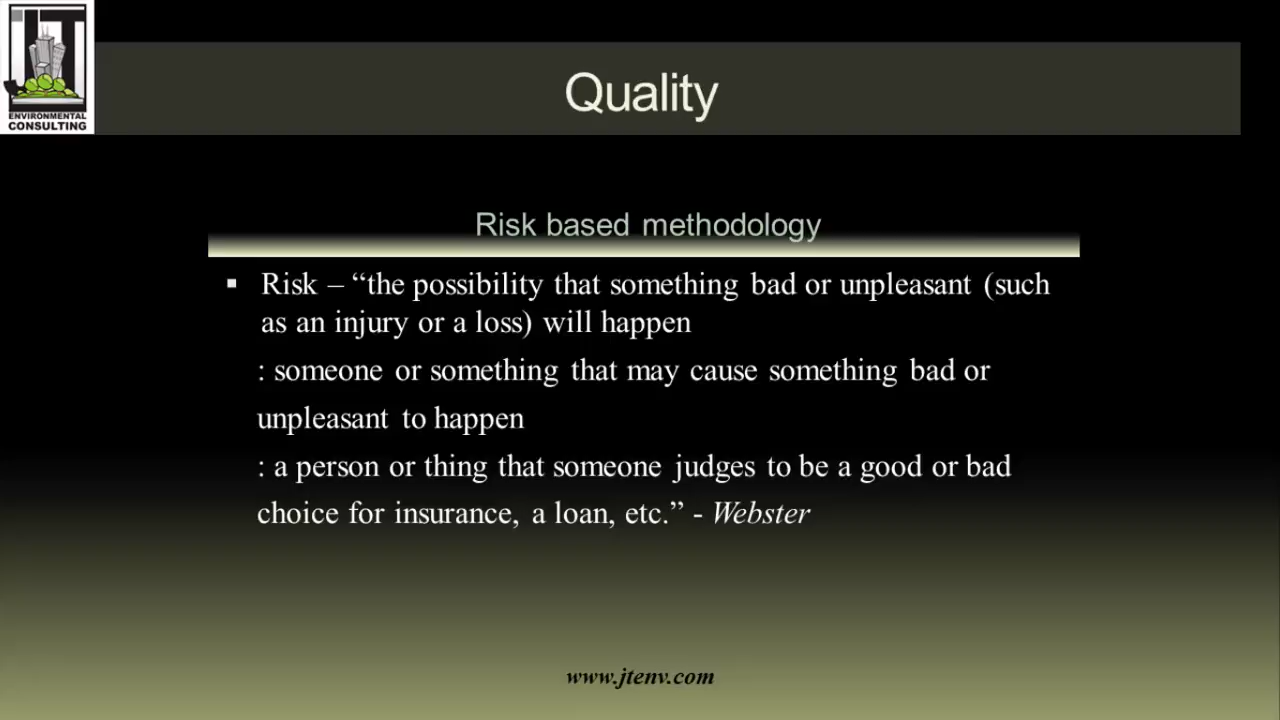 JT
ENVIRONMENTAL
CONSULTING
Quality
Risk based methodology
▪ Risk – “the possibility that something bad or unpleasant (such
as an injury or a loss) will happen
: someone or something that may cause something bad or
unpleasant to happen
: a person or thing that someone judges to be a good or bad
choice for insurance, a loan, etc.” - Webster
www.jtenv.com